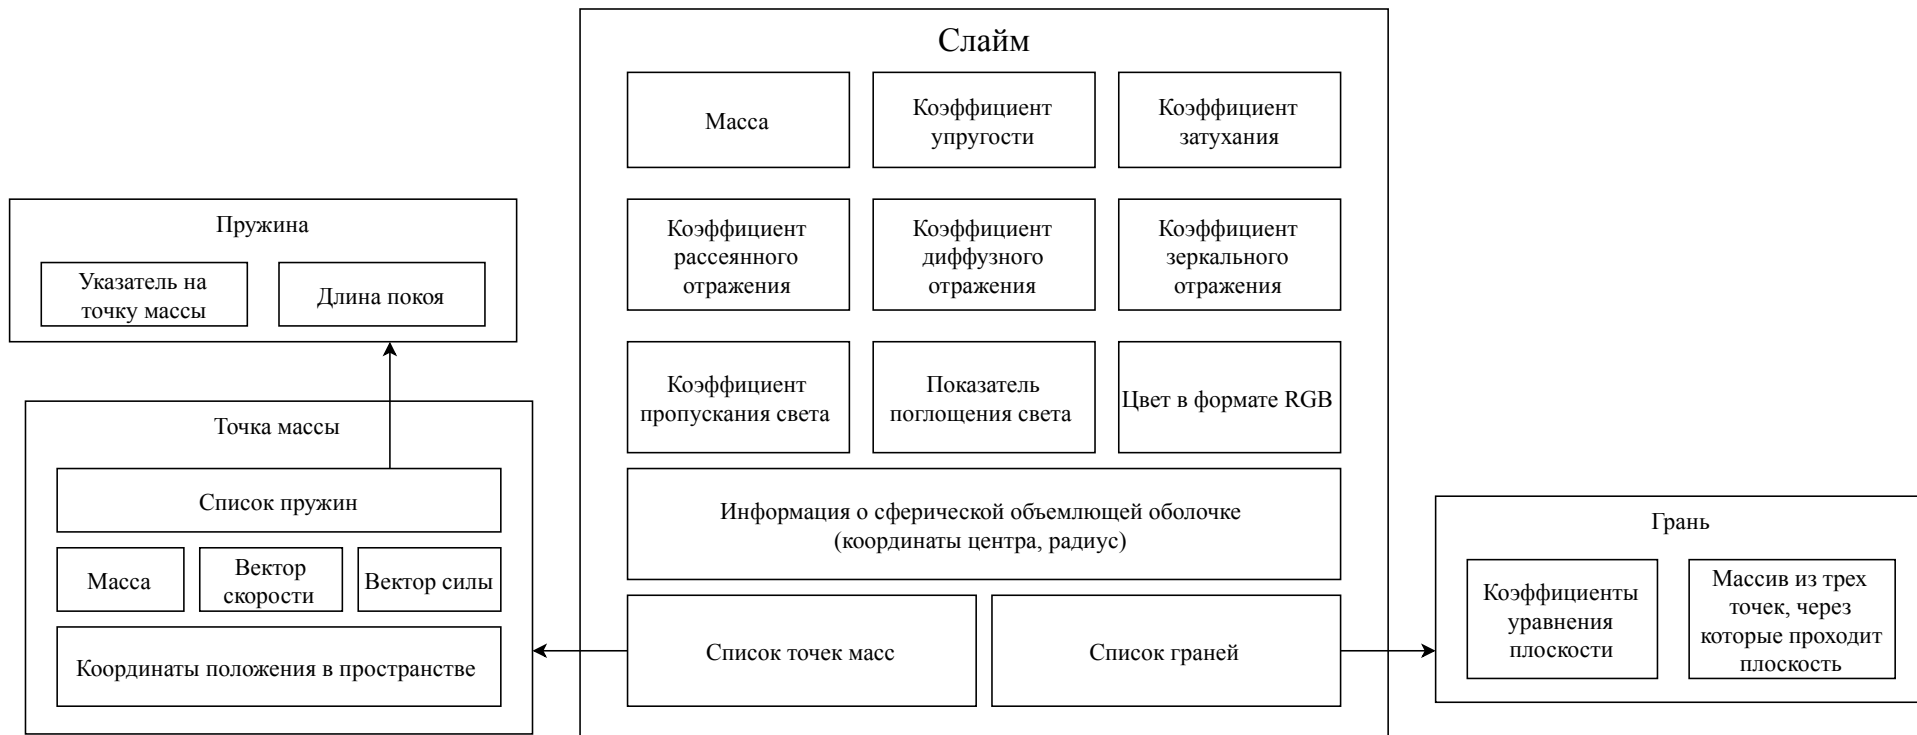 Слайм
Масса
Коэффициент
упругости
Коэффициент
затухания
Коэффициент
рассеянного
отражения
Коэффициент
диффузного
отражения
Коэффициент
зеркального
отражения
Коэффициент
пропускания света
Показатель
поглощения света
Цвет в формате RGB
Информация о сферической объемлющей оболочке
(координаты центра, радиус)
Список точек масс
Список граней
Пружина
Указатель на
точку массы
Длина покоя
Точка массы
Список пружин
Масса
Вектор
скорости
Вектор силы
Координаты положения в пространстве
Грань
Коэффициенты
уравнения
плоскости
Массив из трех
точек, через
которые проходит
плоскость